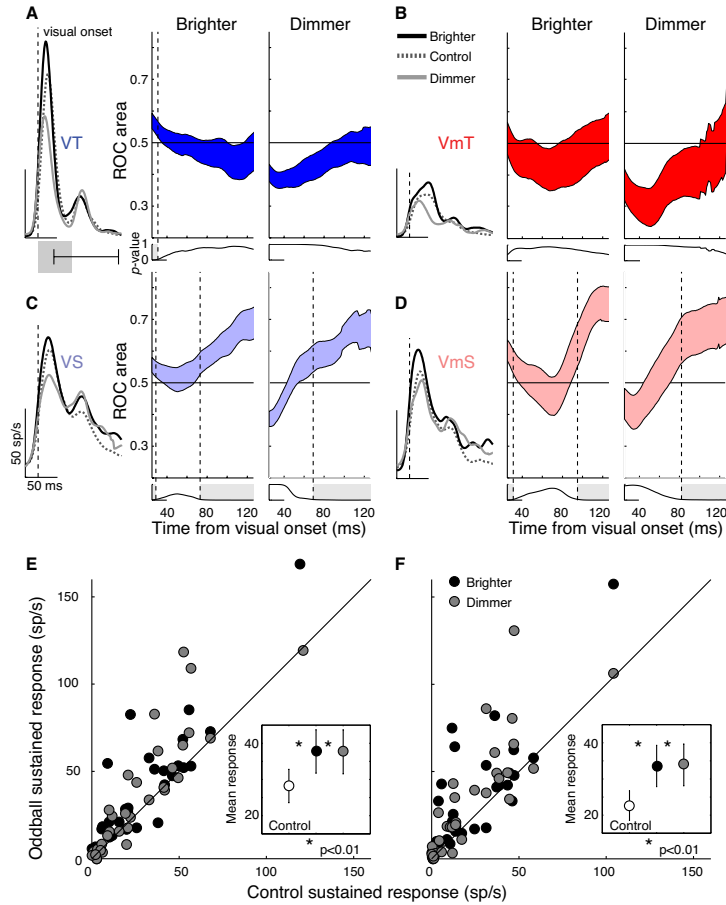 A
visual onset
Brighter
Dimmer
B
Brighter
Control
Dimmer
Brighter
Dimmer
VT
ROC area
0.7
0.5
0.3
VmT
p-value
1
0
C
VS
ROC area
0.7
0.5
0.3
D
VmS
50 sp/s
50 ms
40 80 120
40 80 120
40 80 120
40 80 120
Time from visual onset (ms)
Time from visual onset (ms)
E
Oddball sustained response (sp/s)
150
100
50
0
0
50
100
150
Mean response
40
20
* *
Control
*
p<0.01
F
Brighter
Dimmer
150
100
50
0
0
50
100
150
Mean response
40
20
* *
Control
*
p<0.01
Control sustained response (sp/s)